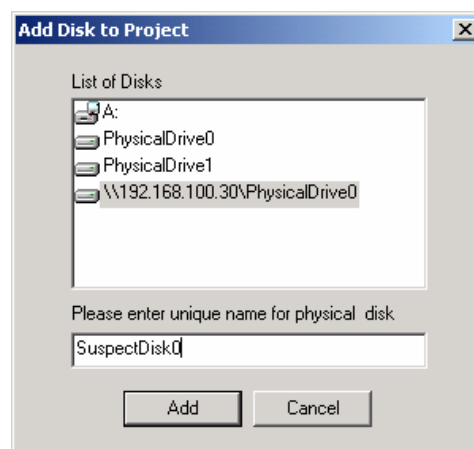 Add Disk to Project
List of Disks
A:
PhysicalDrive0
PhysicalDrive1
\\192.168.100.30\PhysicalDrive0
Please enter unique name for physical disk
SuspectDisk0
Add
Cancel